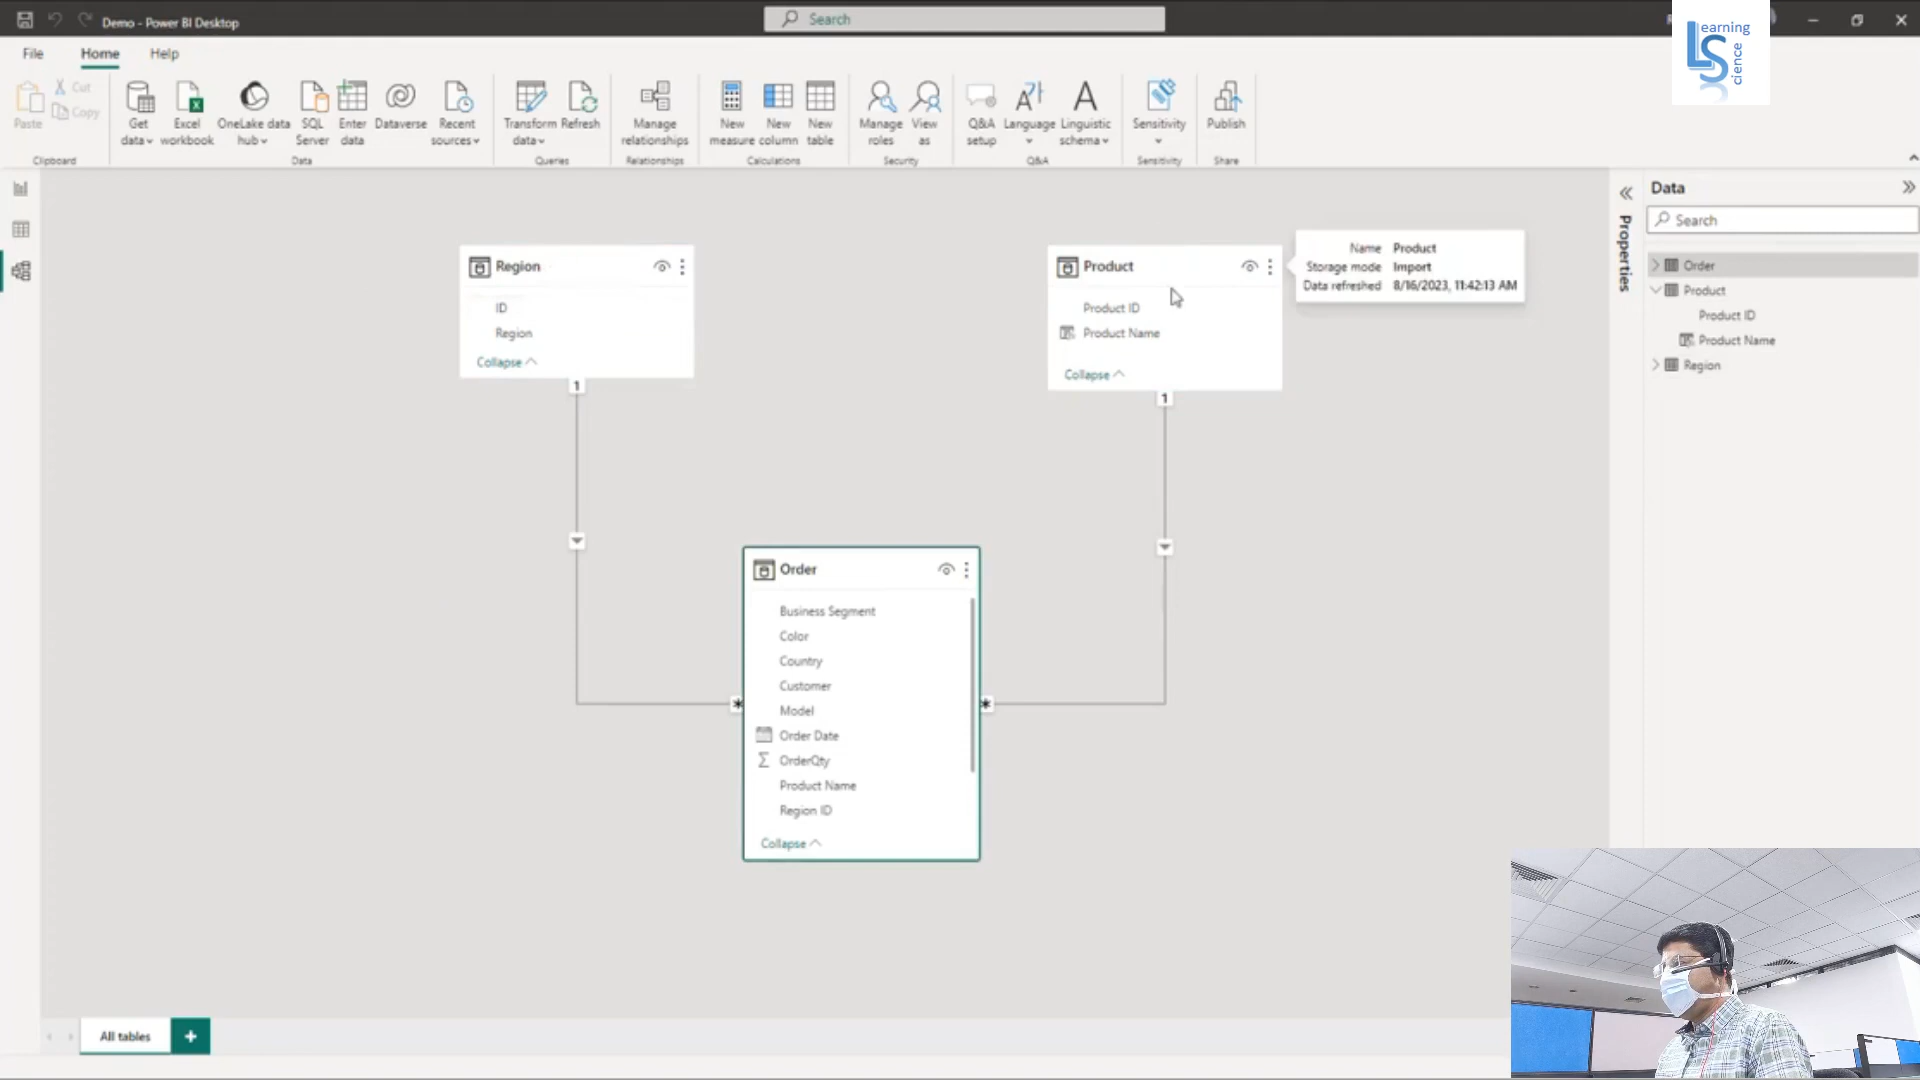 Demo - Power BI Desktop
Search
Learning
Science
File
Home
Help
Paste
Cut
Copy
Get data
Excel workbook
OneLake data hub
SQL Server
Enter data
Dataverse
Recent sources
Transform data
Refresh
Manage relationships
New measure
New column
New table
Manage roles
View as
Q&A setup
Language
Linguistic schema
Sensitivity
Publish
Clipboard
Data
Queries
Relationships
Calculations
Security
Q&A
Sensitivity
Share
Region
ID
Region
Collapse
1
Product
Product ID
Product Name
Collapse
1
Name Product
Storage mode Import
Data refreshed 8/16/2023, 11:42:13 AM
Order
Business Segment
Color
Country
Customer
Model
Order Date
Σ OrderQty
Product Name
Region ID
Collapse
*
*
Properties
Data
Search
Order
Product
Product ID
Product Name
Region
All tables
+